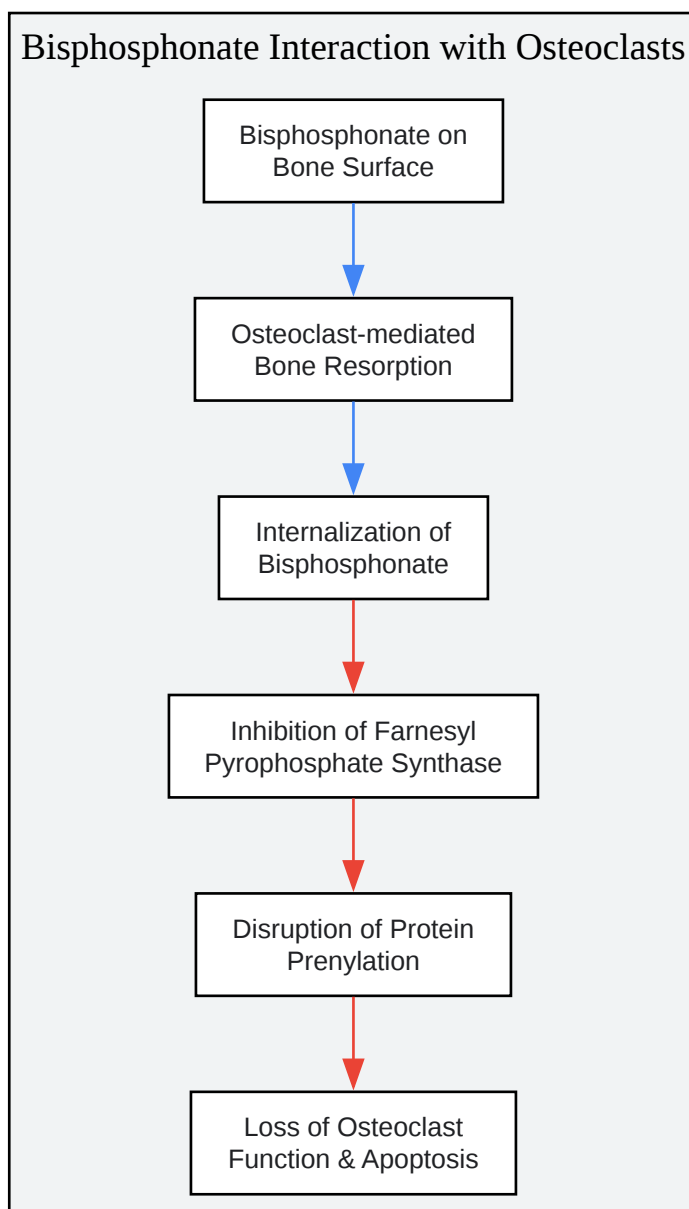 Bisphosphonate Interaction with Osteoclasts
Bisphosphonate on
Bone Surface
Osteoclast-mediated
Bone Resorption
Internalization of
Bisphosphonate
Inhibition of Farnesyl
Pyrophosphate Synthase
Disruption of Protein
Prenylation
Loss of Osteoclast
Function & Apoptosis